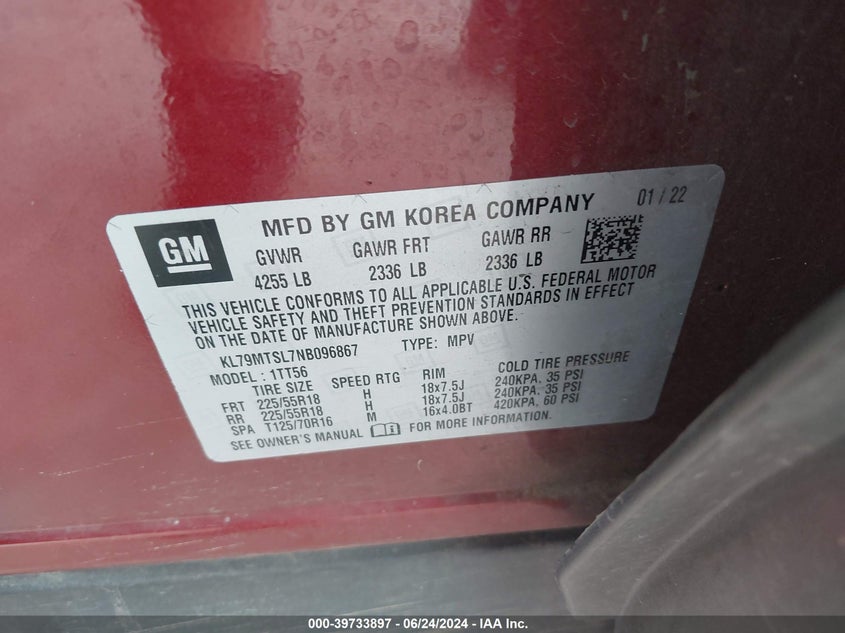 GM
MFD BY GM KOREA COMPANY 01 / 22
GVWR GAWR FRT GAWR RR
4255 LB 2336 LB 2336 LB
THIS VEHICLE CONFORMS TO ALL APPLICABLE U.S. FEDERAL MOTOR
VEHICLE SAFETY AND THEFT PREVENTION STANDARDS IN EFFECT
ON THE DATE OF MANUFACTURE SHOWN ABOVE.
KL79MTSL7NB096867 TYPE: MPV
MODEL: 1TT56
TIRE SIZE SPEED RTG RIM COLD TIRE PRESSURE
FRT 225/55R18 H 18x7.5J 240KPA. 35 PSI
RR 225/55R18 H 18x7.5J 240KPA. 35 PSI
SPA T125/70R16 M 16x4.0BT 420KPA. 60 PSI
SEE OWNER'S MANUAL FOR MORE INFORMATION.
000-39733897 - 06/24/2024 - IAA Inc.